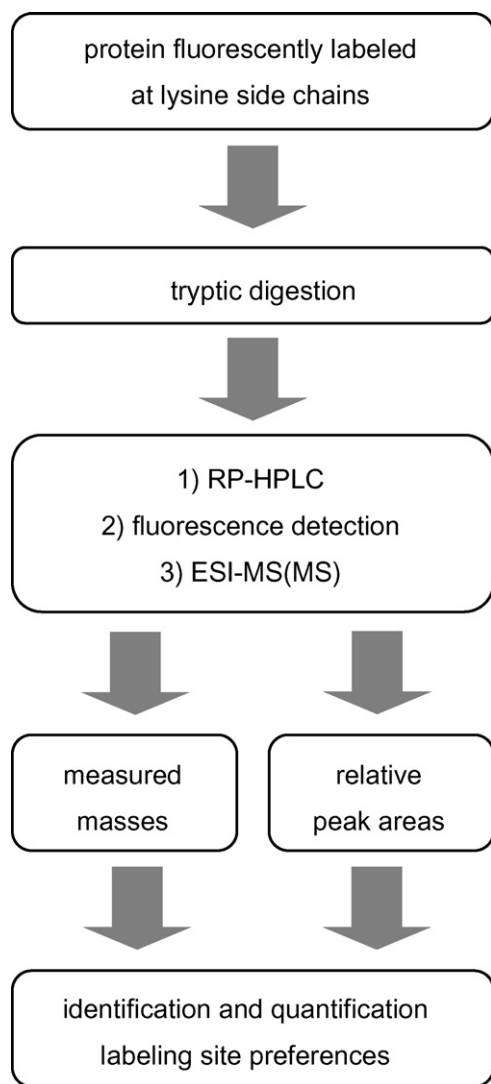 protein fluorescently labeled
at lysine side chains
tryptic digestion
1) RP-HPLC
2) fluorescence detection
3) ESI-MS(MS)
measured
masses
relative
peak areas
identification and quantification
labeling site preferences